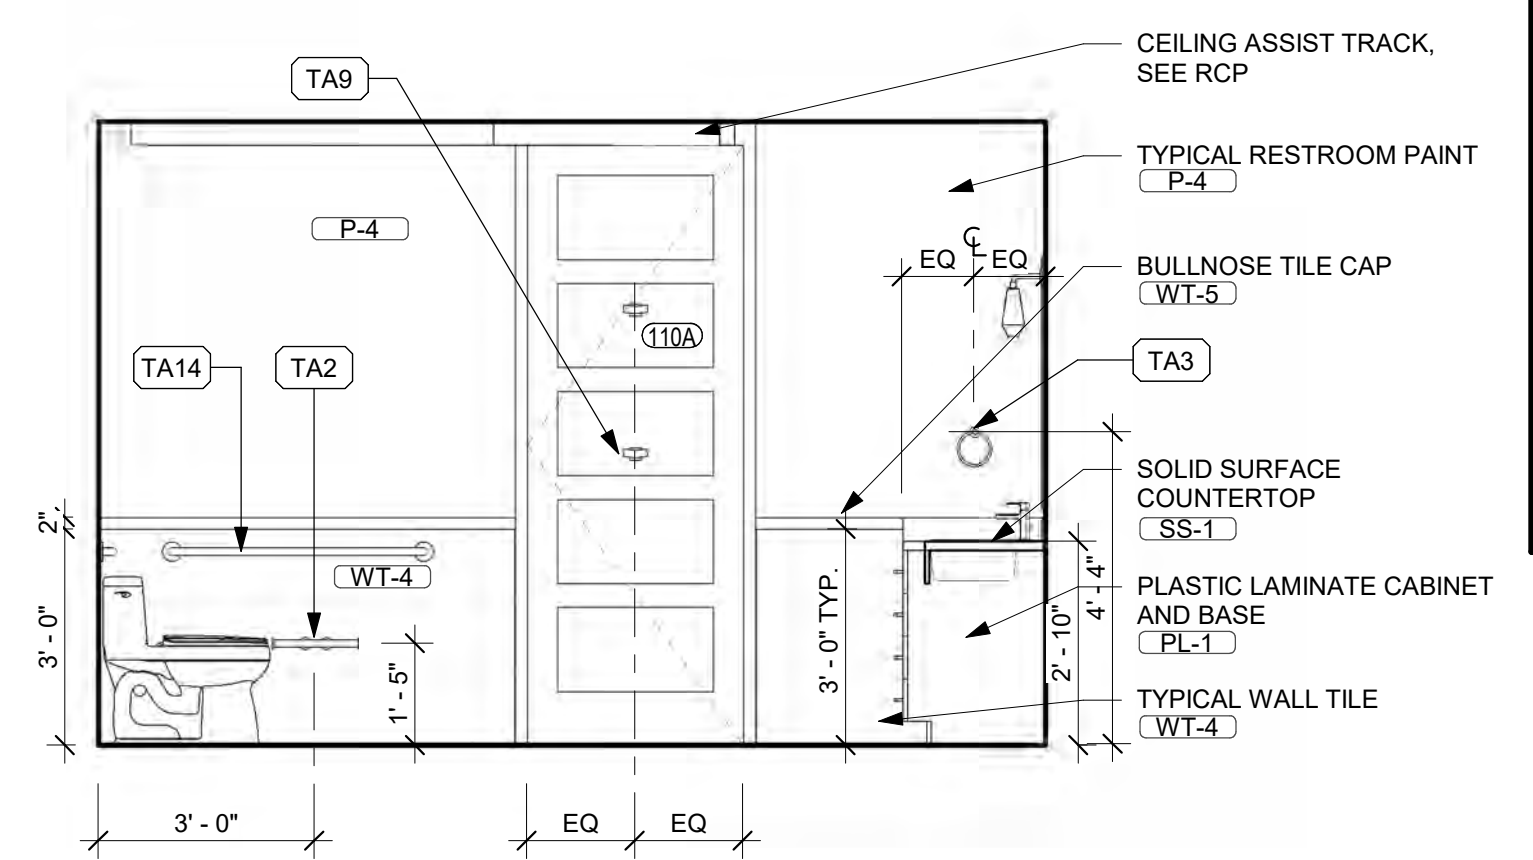 CEILING ASSIST TRACK,
SEE RCP
TA9
TYPICAL RESTROOM PAINT
P-4
P-4
℄
EQ
EQ
BULLNOSE TILE CAP
WT-5
110A
TA14
TA2
TA3
SOLID SURFACE
COUNTERTOP
SS-1
2"
WT-4
3' - 0"
1' - 5"
3' - 0" TYP.
2' - 10"
4' - 4"
PLASTIC LAMINATE CABINET
AND BASE
PL-1
TYPICAL WALL TILE
WT-4
3' - 0"
EQ
EQ